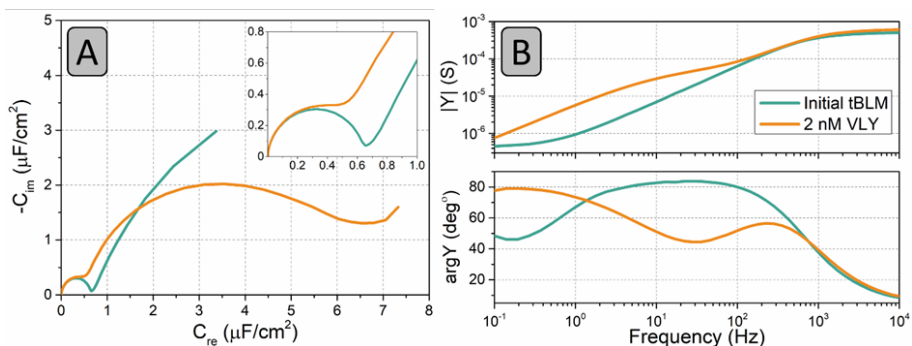 A
5
4
3
2
1
0
-C_im (μF/cm²)
0 1 2 3 4 5 6 7 8
C_re (μF/cm²)
0.8
0.6
0.4
0.2
0
0.2 0.4 0.6 0.8 1.0
B
10⁻³
10⁻⁴
10⁻⁵
10⁻⁶
|Y| (S)
Initial tBLM
2 nM VLY
80
60
40
20
argY (deg°)
10⁻¹ 10⁰ 10¹ 10² 10³ 10⁴
Frequency (Hz)